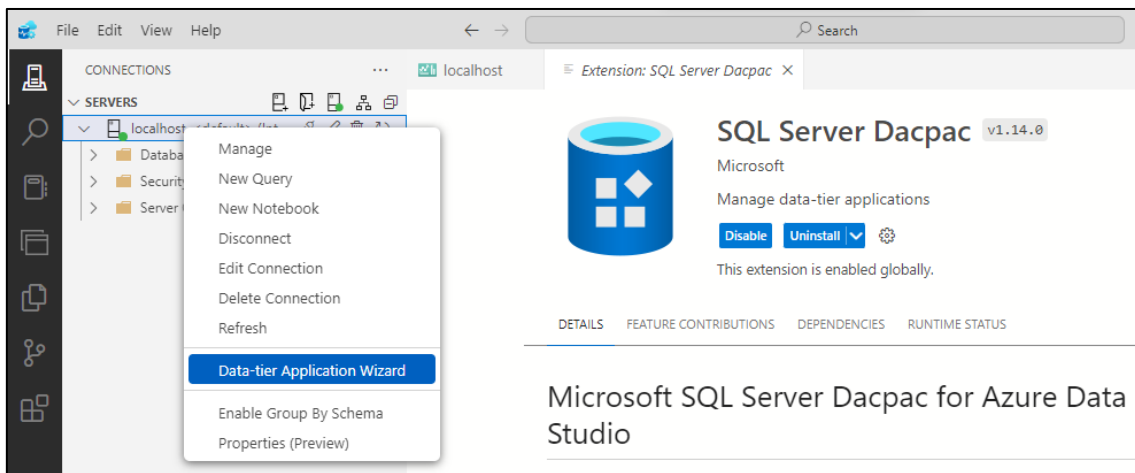 File Edit View Help
Search
CONNECTIONS
localhost
Extension: SQL Server Dacpac
SERVERS
localhost
Manage
New Query
New Notebook
Disconnect
Edit Connection
Delete Connection
Refresh
Data-tier Application Wizard
Enable Group By Schema
Properties (Preview)
SQL Server Dacpac v1.14.0
Microsoft
Manage data-tier applications
Disable Uninstall
This extension is enabled globally.
DETAILS FEATURE CONTRIBUTIONS DEPENDENCIES RUNTIME STATUS
Microsoft SQL Server Dacpac for Azure Data
Studio